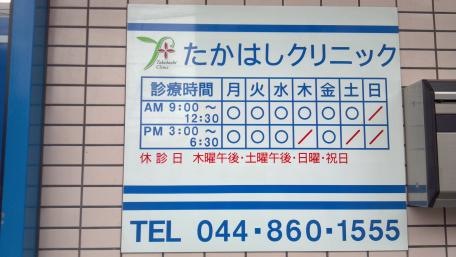 たかはしクリニック
Takahashi
Clinic
診療時間 月 火 水 木 金 土 日
AM 9:00 〜 12:30 ○ ○ ○ ○ ○ ○ /
PM 3:00 〜 6:30 ○ ○ ○ / ○ / /
休診日 木曜午後・土曜午後・日曜・祝日
TEL 044・860・1555